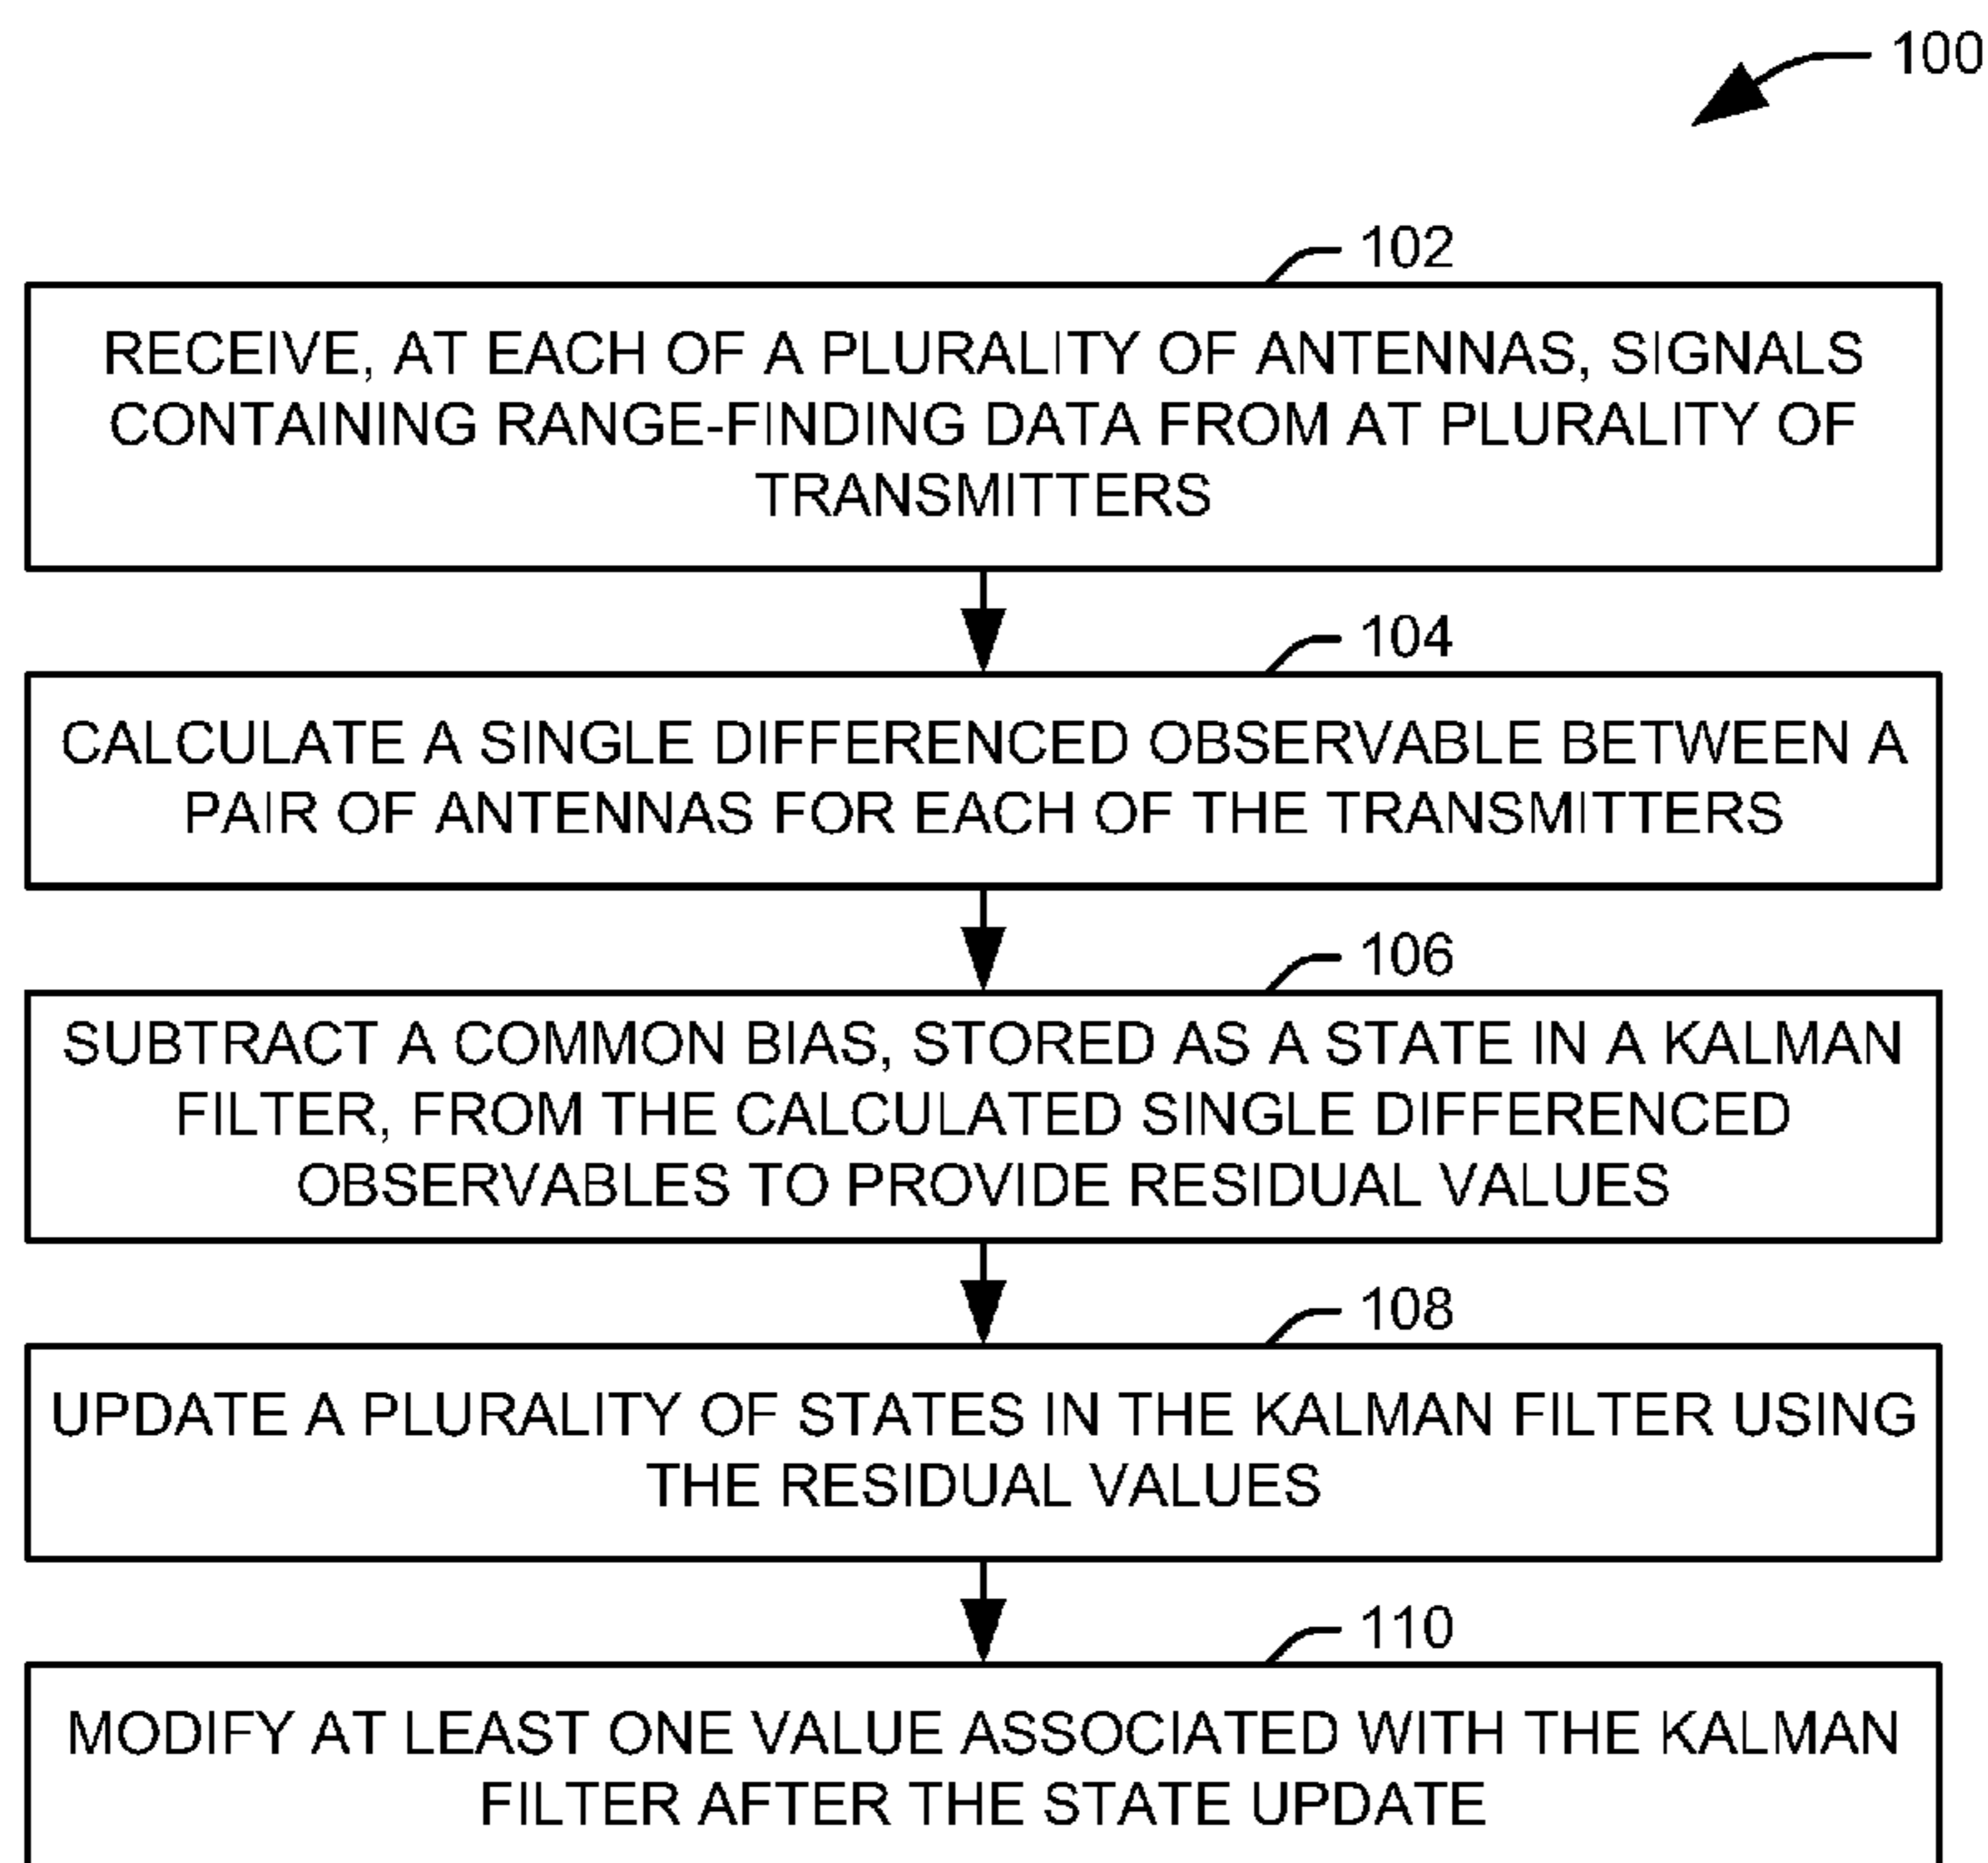 100
102
RECEIVE, AT EACH OF A PLURALITY OF ANTENNAS, SIGNALS
CONTAINING RANGE-FINDING DATA FROM AT PLURALITY OF
TRANSMITTERS
104
CALCULATE A SINGLE DIFFERENCED OBSERVABLE BETWEEN A
PAIR OF ANTENNAS FOR EACH OF THE TRANSMITTERS
106
SUBTRACT A COMMON BIAS, STORED AS A STATE IN A KALMAN
FILTER, FROM THE CALCULATED SINGLE DIFFERENCED
OBSERVABLES TO PROVIDE RESIDUAL VALUES
108
UPDATE A PLURALITY OF STATES IN THE KALMAN FILTER USING
THE RESIDUAL VALUES
110
MODIFY AT LEAST ONE VALUE ASSOCIATED WITH THE KALMAN
FILTER AFTER THE STATE UPDATE